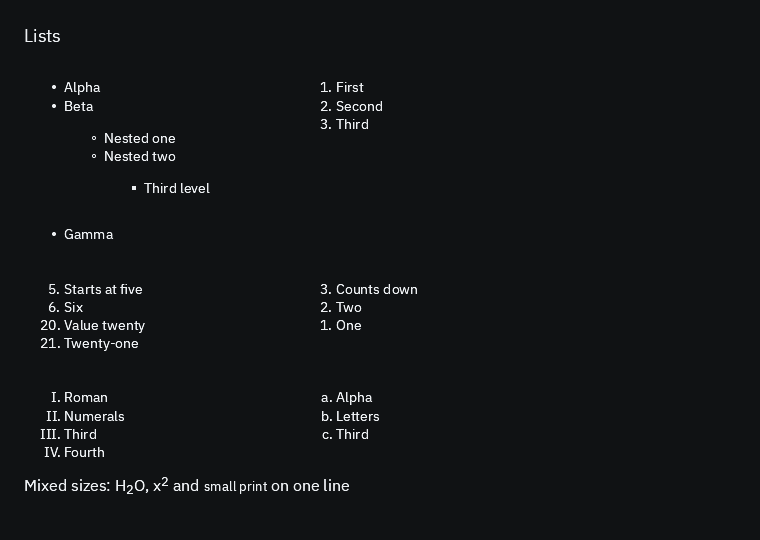 Lists
• Alpha
• Beta
◦ Nested one
◦ Nested two
▪ Third level
• Gamma
1. First
2. Second
3. Third
5. Starts at five
6. Six
20. Value twenty
21. Twenty-one
3. Counts down
2. Two
1. One
I. Roman
II. Numerals
III. Third
IV. Fourth
a. Alpha
b. Letters
c. Third
Mixed sizes: H₂O, x² and small print on one line